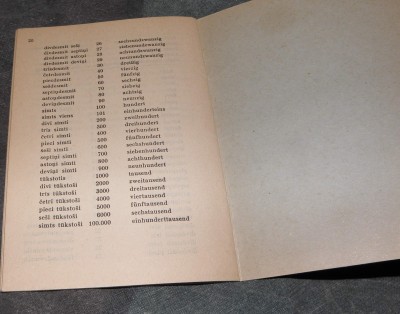 divdesmit seši 26 sechsundzwanzig
divdesmit septiņi 27 siebenundzwanzig
divdesmit astoņi 28 achtundzwanzig
divdesmit deviņi 29 neunundzwanzig
trīsdesmit 30 dreißig
četrdesmit 40 vierzig
piecdesmit 50 fünfzig
sešdesmit 60 sechzig
septiņdesmit 70 siebzig
astoņdesmit 80 achtzig
deviņdesmit 90 neunzig
simts 100 hundert
simts viens 101 einhunderteins
divi simti 200 zweihundert
trīs simti 300 dreihundert
četri simti 400 vierhundert
pieci simti 500 fünfhundert
seši simti 600 sechshundert
septiņi simti 700 siebenhundert
astoņi simti 800 achthundert
deviņi simti 900 neunhundert
tūkstotis 1000 tausend
divi tūkstoši 2000 zweitausend
trīs tūkstoši 3000 dreitausend
četri tūkstoši 4000 viertausend
pieci tūkstoši 5000 fünftausend
seši tūkstoši 6000 sechstausend
simts tūkstoši 100.000 einhunderttausend